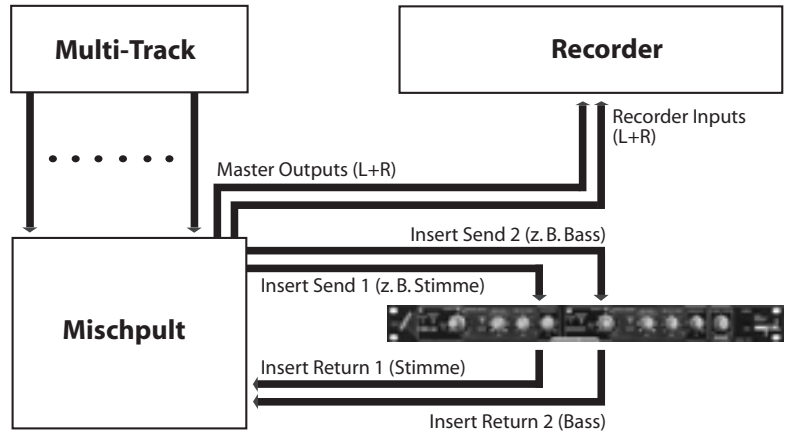 Multi-Track
Recorder
Recorder Inputs
(L+R)
Master Outputs (L+R)
Insert Send 2 (z. B. Bass)
Insert Send 1 (z. B. Stimme)
Mischpult
Insert Return 1 (Stimme)
Insert Return 2 (Bass)